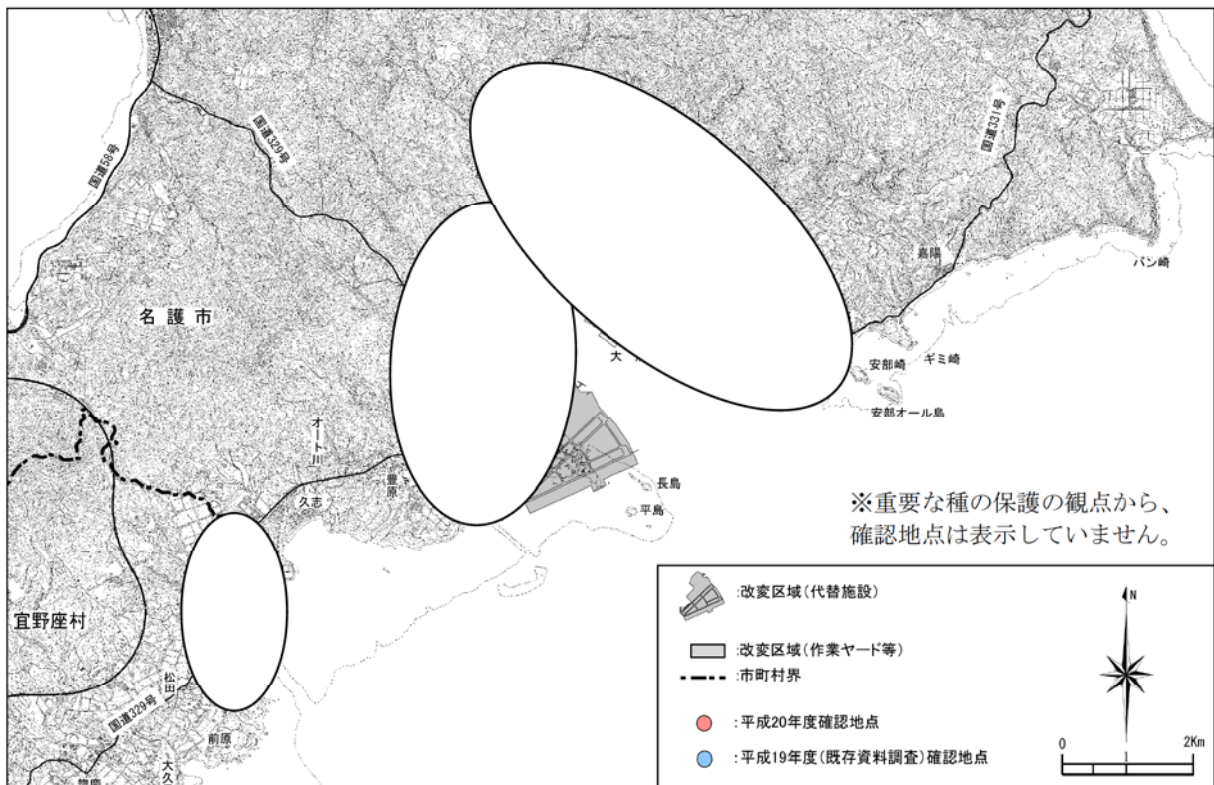 国道58号
国道329号
国道331号
嘉陽
バン崎
名護市
大
安部崎
ギミ崎
安部オール島
オート川
豊原
久志
長島
平島
※重要な種の保護の観点から、
確認地点は表示していません。
宜野座村
松田
国道329号
前原
大久
:改変区域(代替施設)
:改変区域(作業ヤード等)
:市町村界
:平成20年度確認地点
:平成19年度(既存資料調査)確認地点
N
0
1
2Km